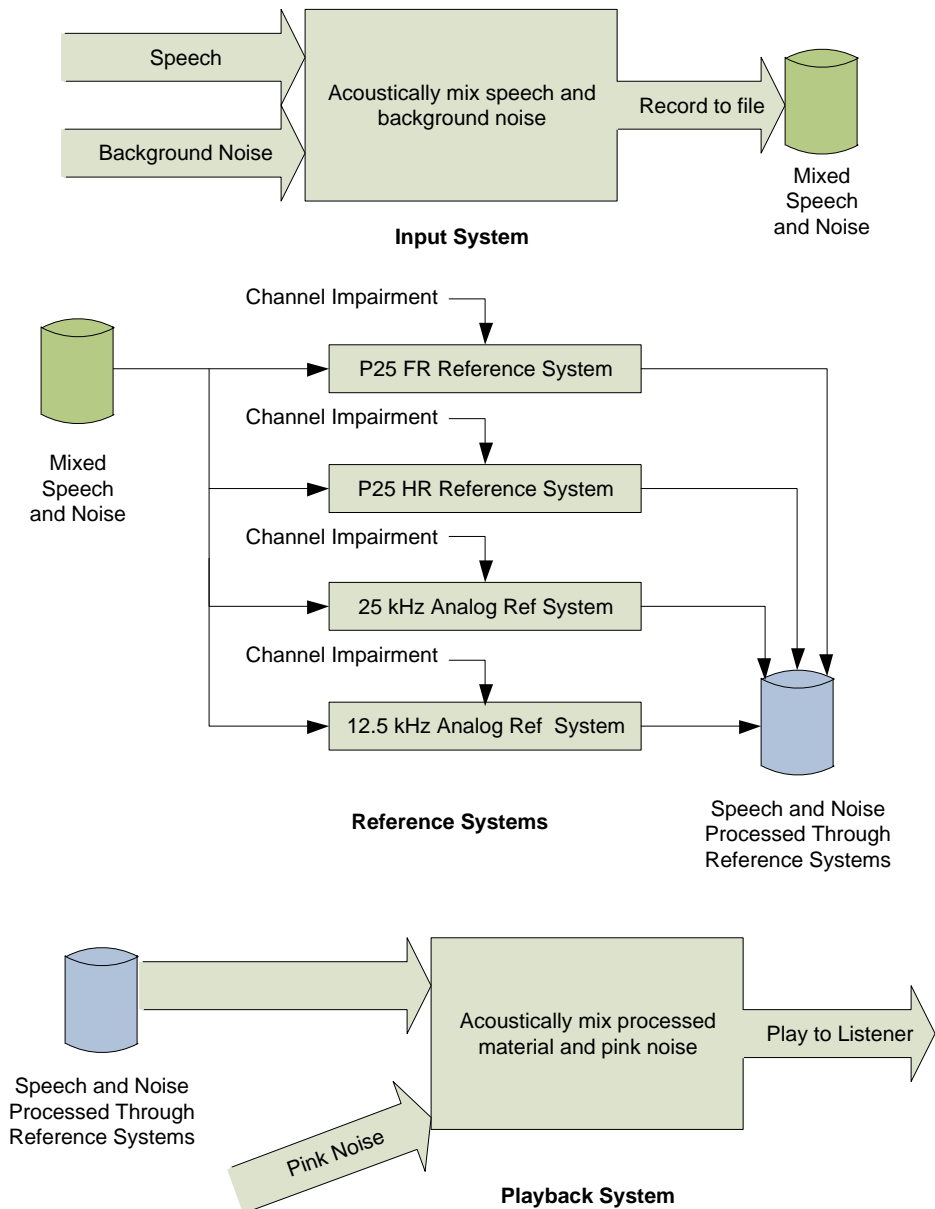 Speech
Background Noise
Acoustically mix speech and
background noise
Record to file
Mixed
Speech
and Noise
Input System
Channel Impairment
P25 FR Reference System
Channel Impairment
Mixed
Speech
and Noise
P25 HR Reference System
Channel Impairment
25 kHz Analog Ref System
Channel Impairment
12.5 kHz Analog Ref System
Speech and Noise
Processed Through
Reference Systems
Reference Systems
Speech and Noise
Processed Through
Reference Systems
Acoustically mix processed
material and pink noise
Play to Listener
Pink Noise
Playback System